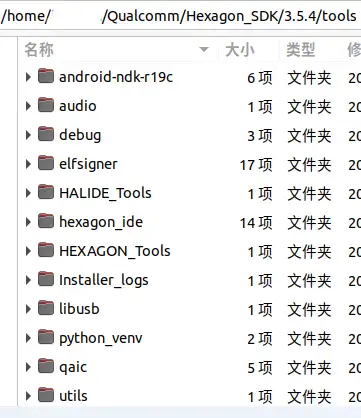 /home/ /Qualcomm/Hexagon_SDK/3.5.4/tools
名称 大小 类型
android-ndk-r19c 6 项 文件夹 20
audio 1 项 文件夹 20
debug 3 项 文件夹 20
elfsigner 17 项 文件夹 20
HALIDE_Tools 1 项 文件夹 20
hexagon_ide 14 项 文件夹 20
HEXAGON_Tools 1 项 文件夹 20
Installer_logs 1 项 文件夹 20
libusb 1 项 文件夹 20
python_venv 2 项 文件夹 20
qaic 5 项 文件夹 20
utils 1 项 文件夹 20